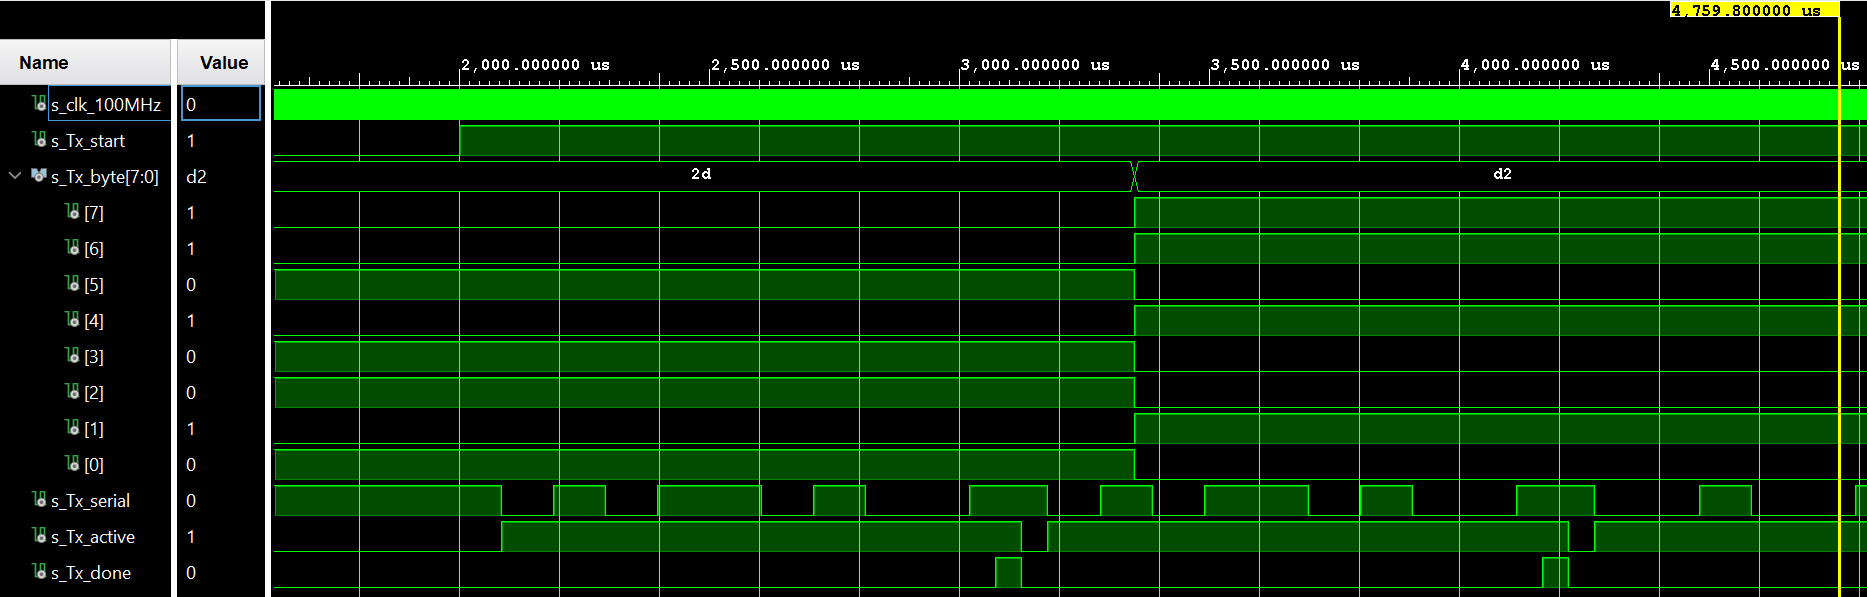 4,759.800000 us
Name Value
2,000.000000 us 2,500.000000 us 3,000.000000 us 3,500.000000 us 4,000.000000 us 4,500.000000 us
s_clk_100MHz 0
s_Tx_start 1
s_Tx_byte[7:0] d2 2d d2
[7] 1
[6] 1
[5] 0
[4] 1
[3] 0
[2] 0
[1] 1
[0] 0
s_Tx_serial 0
s_Tx_active 1
s_Tx_done 0